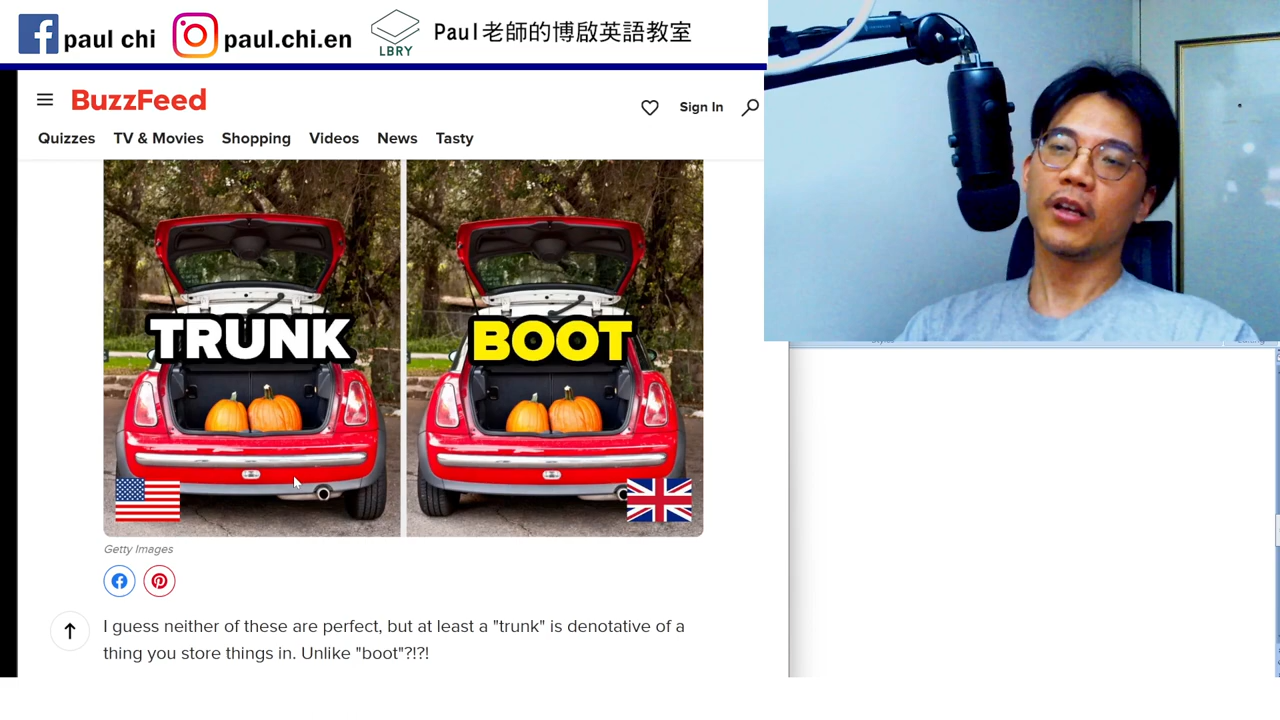 paul chi
paul.chi.en
LBRY
Paul老師的博啟英語教室
BuzzFeed
Sign In
Quizzes
TV & Movies
Shopping
Videos
News
Tasty
TRUNK
BOOT
Getty Images
I guess neither of these are perfect, but at least a "trunk" is denotative of a
thing you store things in. Unlike "boot"?!?!